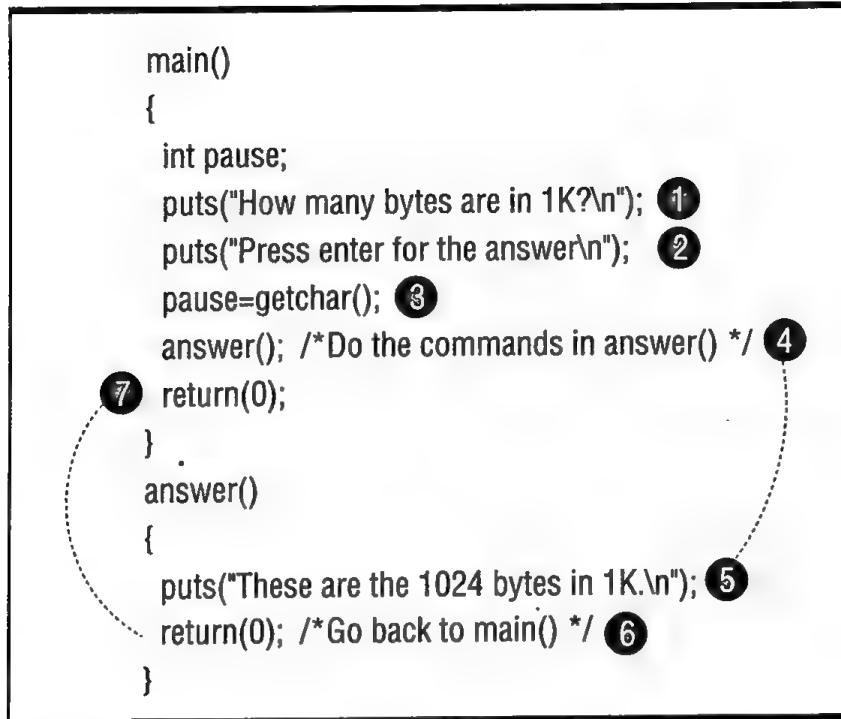 main()
{
int pause;
puts("How many bytes are in 1K?\n"); 1
puts("Press enter for the answer\n"); 2
pause=getchar(); 3
answer(); /*Do the commands in answer() */ 4
7 return(0);
}
answer()
{
puts("These are the 1024 bytes in 1K.\n"); 5
return(0); /*Go back to main() */ 6
}